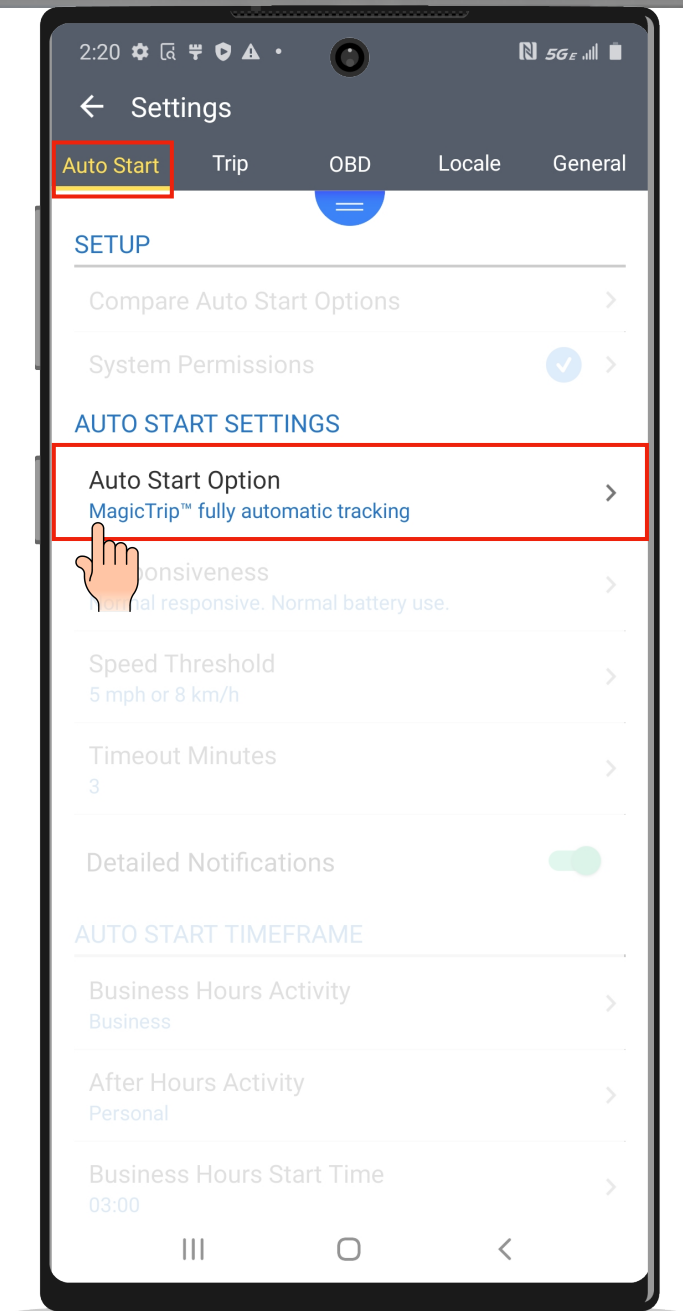 2:20
5GE
Settings
Auto Start Trip OBD Locale General
SETUP
Compare Auto Start Options
System Permissions
AUTO START SETTINGS
Auto Start Option
MagicTrip™ fully automatic tracking
ponsiveness
Normal responsive. Normal battery use.
Speed Threshold
5 mph or 8 km/h
Timeout Minutes
3
Detailed Notifications
AUTO START TIMEFRAME
Business Hours Activity
Business
After Hours Activity
Personal
Business Hours Start Time
03:00